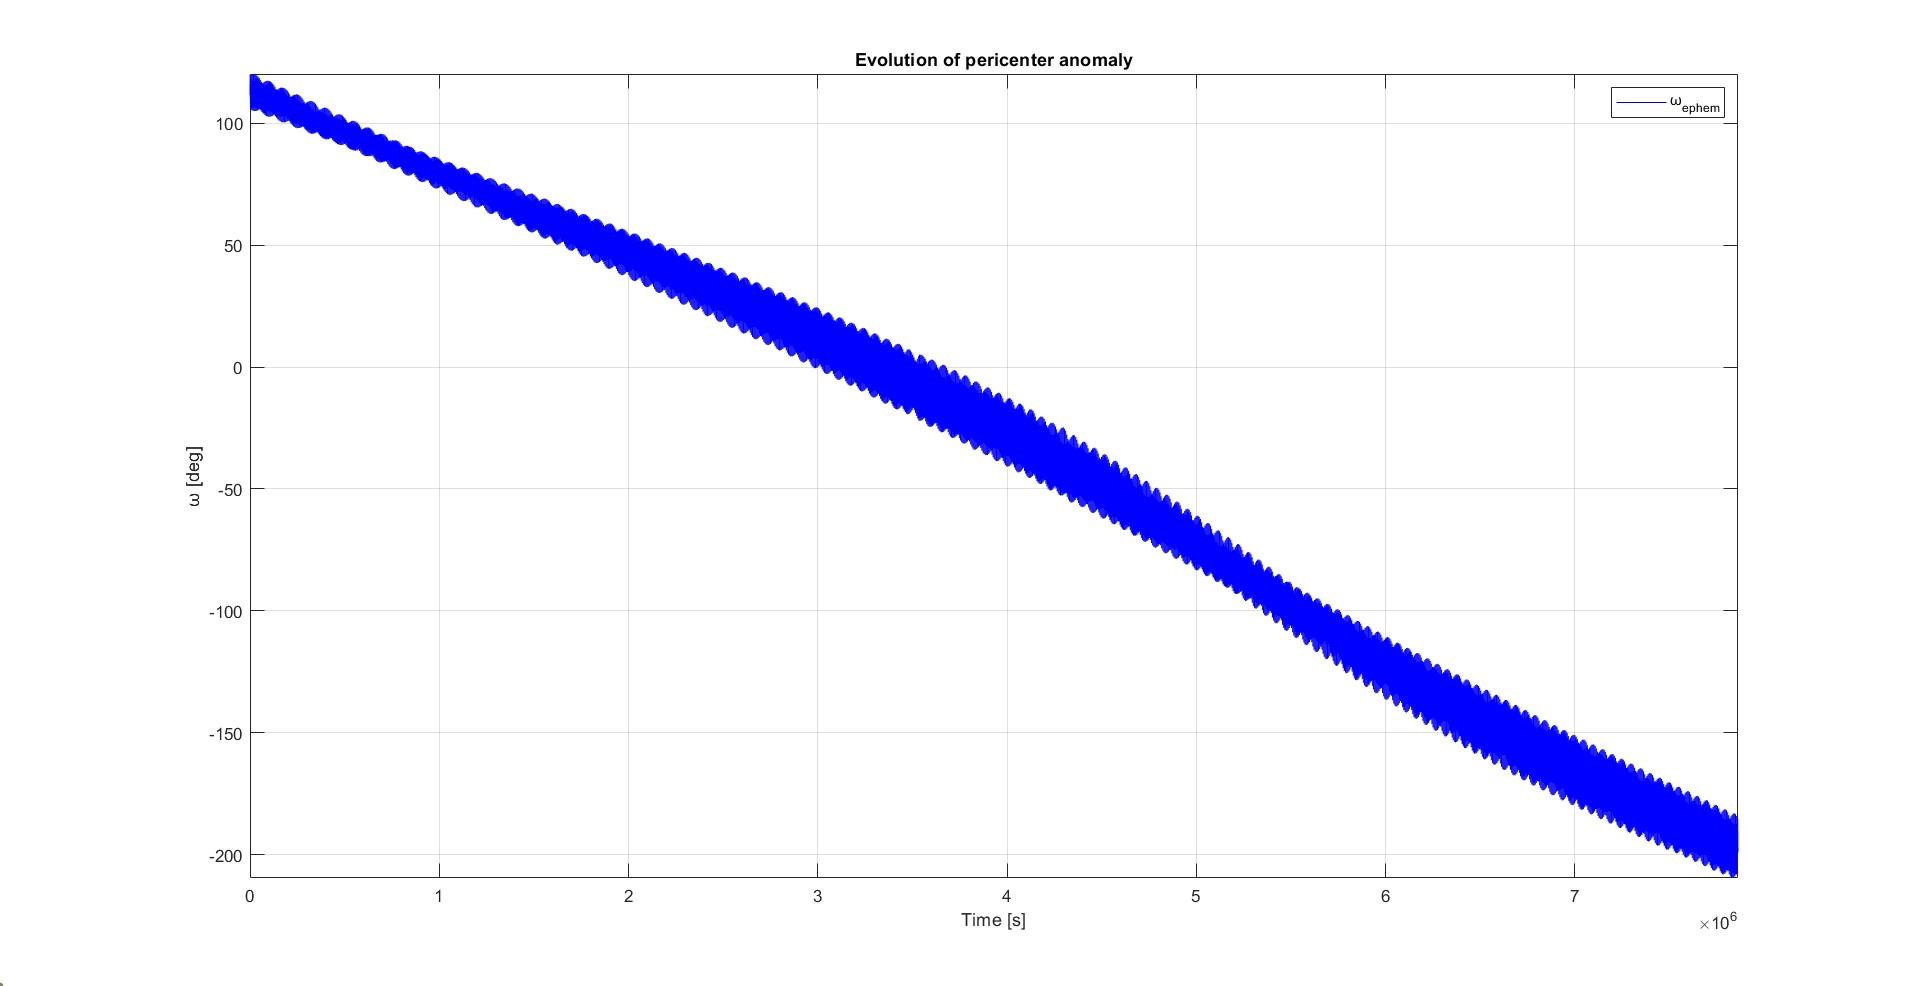 Evolution of pericenter anomaly
ω_ephem
100
50
0
-50
-100
-150
-200
ω [deg]
0 1 2 3 4 5 6 7
Time [s]
×10^6